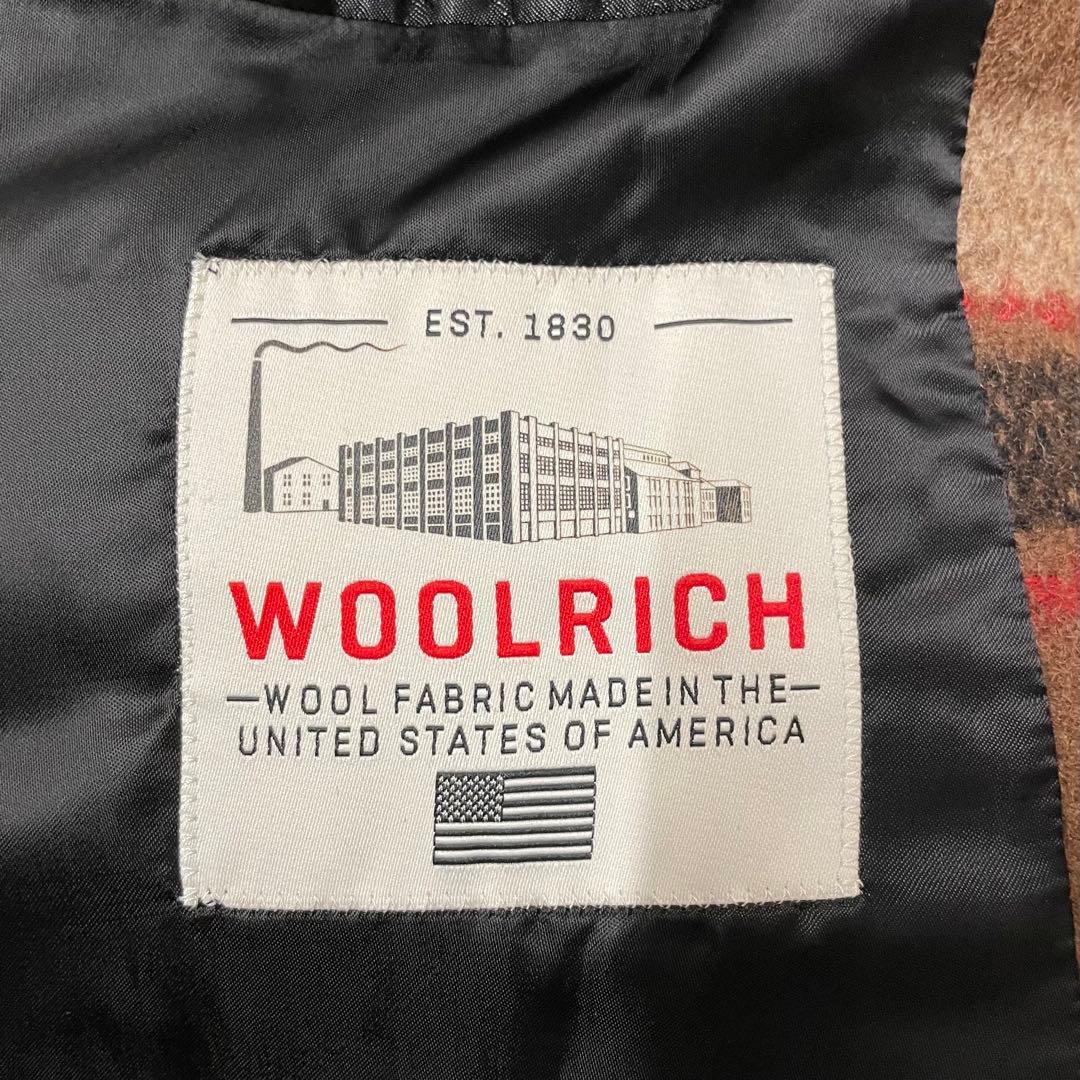 EST. 1830
WOOLRICH
—WOOL FABRIC MADE IN THE—
UNITED STATES OF AMERICA